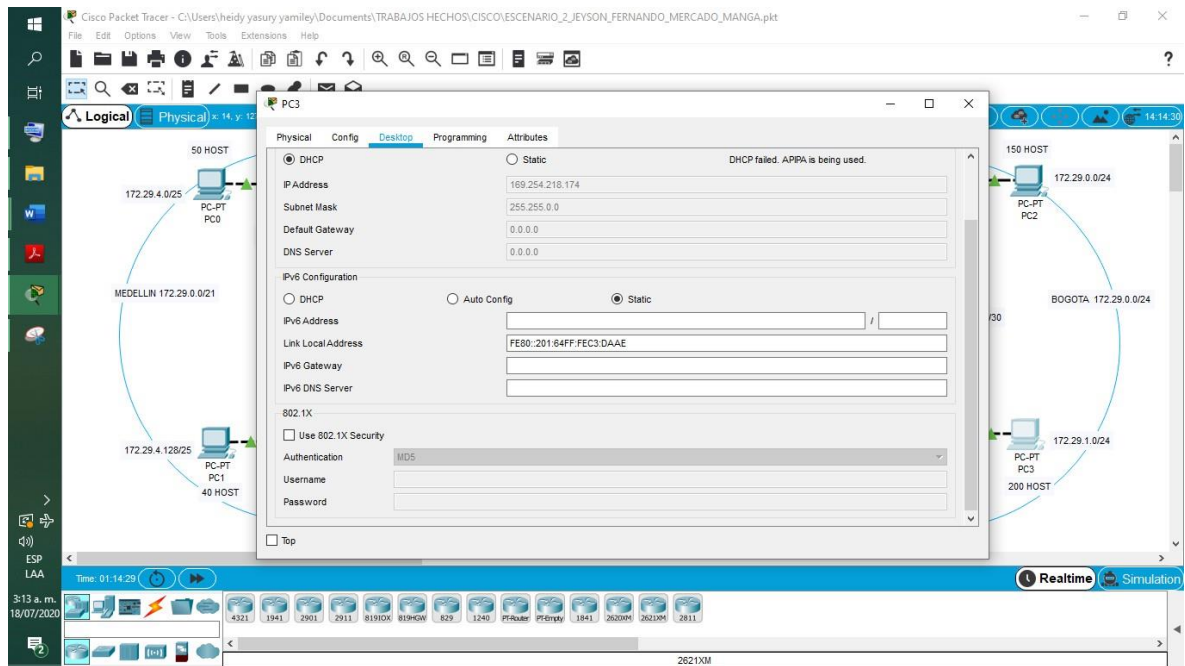 Cisco Packet Tracer - C:\Users\heidy yasury yamiley\Documents\TRABAJOS HECHOS\CISCO\ESCENARIO_2_JEYSON_FERNANDO_MERCADO_MANGA.pkt
File Edit Options View Tools Extensions Help
?
Logical
Physical
x: 14, y: 127
14:14:30
PC3
Physical Config Desktop Programming Attributes
DHCP
Static
DHCP failed. APIPA is being used.
IP Address
169.254.218.174
Subnet Mask
255.255.0.0
Default Gateway
0.0.0.0
DNS Server
0.0.0.0
IPv6 Configuration
DHCP
Auto Config
Static
IPv6 Address
/
Link Local Address
FE80::201:64FF:FEC3:DAAE
IPv6 Gateway
IPv6 DNS Server
802.1X
Use 802.1X Security
Authentication
MD5
Username
Password
Top
50 HOST
172.29.4.0/25
PC-PT
PC0
MEDELLIN 172.29.0.0/21
172.29.4.128/25
PC-PT
PC1
40 HOST
150 HOST
172.29.0.0/24
PC-PT
PC2
BOGOTA 172.29.0.0/24
/30
172.29.1.0/24
PC-PT
PC3
200 HOST
Time: 01:14:29
Realtime
Simulation
4321 1941 2901 2911 819IOX 819HGW 829 1240 PT-Router PT-Empty 1841 2620XM 2621XM 2811
2621XM
ESP
LAA
3:13 a. m.
18/07/2020
2